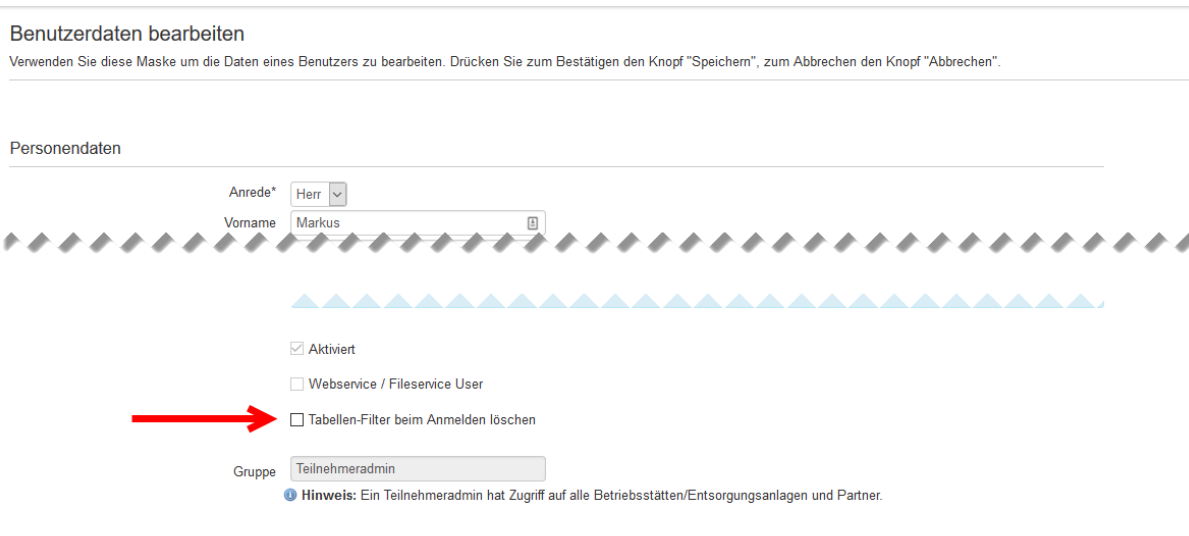 Benutzerdaten bearbeiten
Verwenden Sie diese Maske um die Daten eines Benutzers zu bearbeiten. Drücken Sie zum Bestätigen den Knopf "Speichern", zum Abbrechen den Knopf "Abbrechen".
Personendaten
Anrede* Herr
Vorname Markus
Aktiviert
Webservice / Fileservice User
Tabellen-Filter beim Anmelden löschen
Gruppe Teilnehmeradmin
Hinweis: Ein Teilnehmeradmin hat Zugriff auf alle Betriebsstätten/Entsorgungsanlagen und Partner.